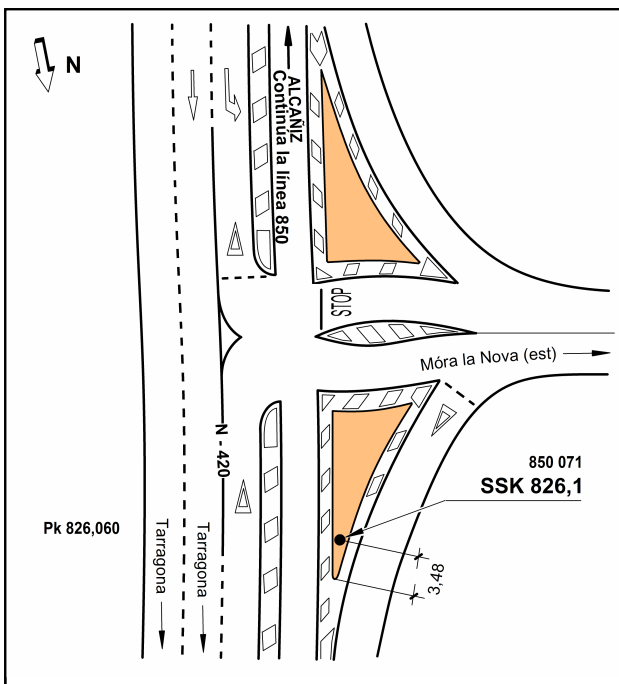 N
ALCAÑIZ
Continúa la línea 850
STOP
Móra la Nova (est)
N - 420
850 071
SSK 826,1
Pk 826,060
Tarragona
Tarragona
3,48